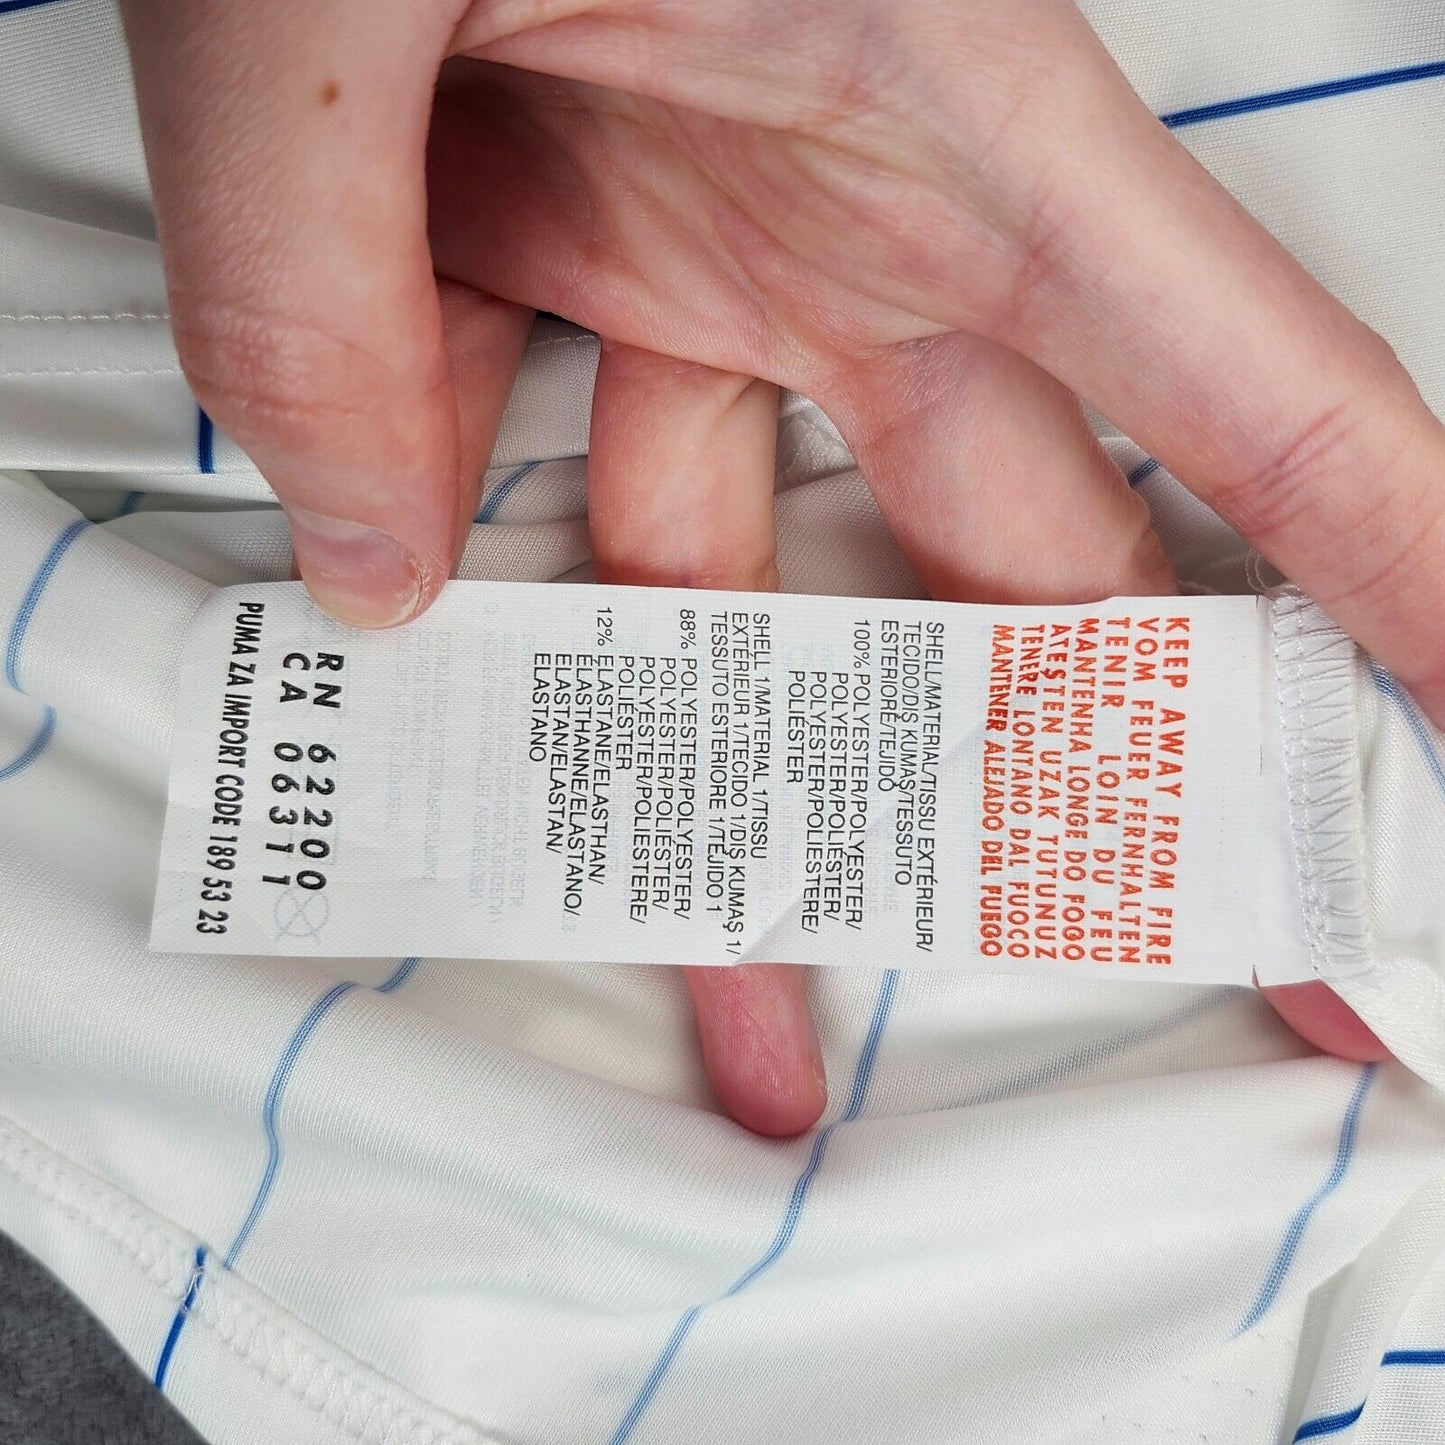 KEEP AWAY FROM FIRE
VOM FEUER FERNHALTEN
TENIR LOIN DU FEU
MANTENHA LONGE DO FOGO
ATEŞTEN UZAK TUTUNUZ
TENERE LONTANO DAL FUOCO
MANTENER ALEJADO DEL FUEGO
SHELL/MATERIAL/TISSU EXTÉRIEUR/
TECIDO/DIŞ KUMAŞ/TESSUTO
ESTERIORE/TEJIDO
100% POLYESTER/POLYESTER/
POLYESTER/POLIÉSTER/
POLYESTER/POLIESTERE/
POLIÉSTER
SHELL 1/MATERIAL 1/TISSU
EXTÉRIEUR 1/TECIDO 1/DIŞ KUMAŞ 1/
TESSUTO ESTERIORE 1/TEJIDO 1
88% POLYESTER/POLYESTER/
POLYESTER/POLIÉSTER/
POLYESTER/POLIESTERE/
POLIÉSTER
12% ELASTANE/ELASTHAN/
ÉLASTHANNE/ELASTANO/
ELASTAN/ELASTAN/
ELASTANO
RN 62200
CA 06311
PUMA ZA IMPORT CODE 189 53 23